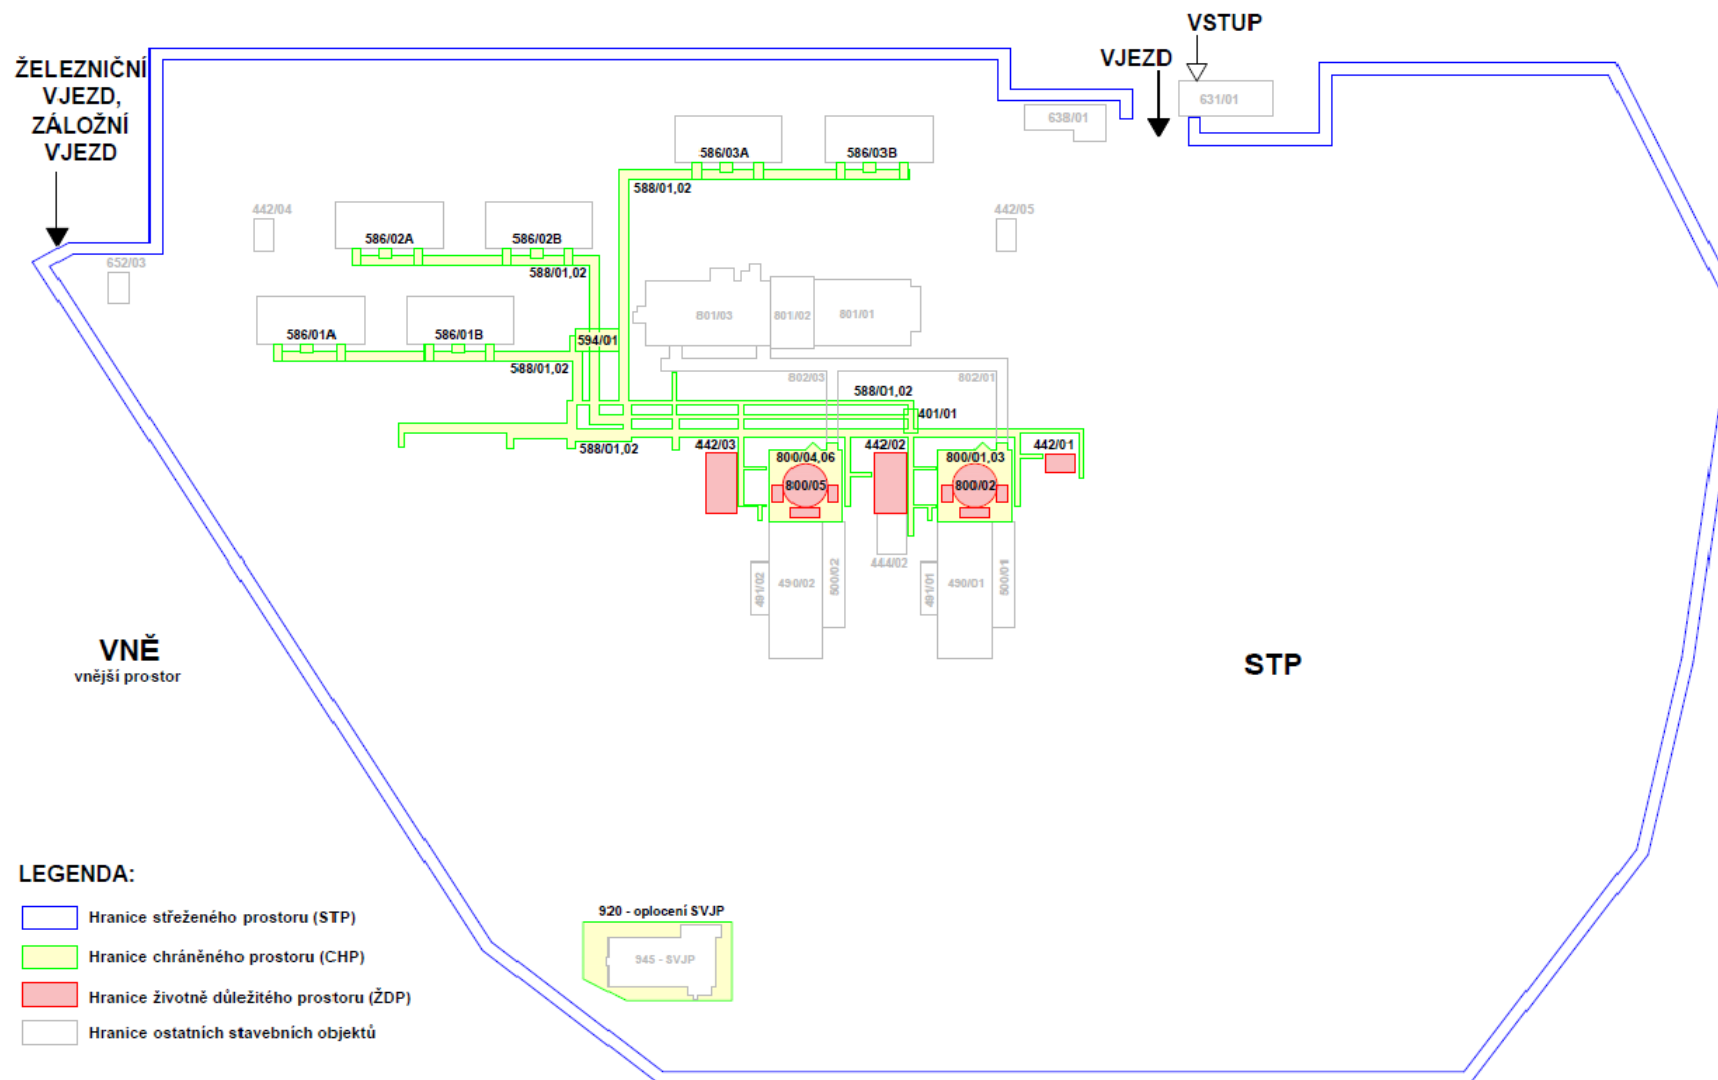 VSTUP
VJEZD
ŽELEZNIČNÍ
VJEZD,
ZÁLOŽNÍ
VJEZD
631/01
638/01
586/03A
586/03B
588/01,02
442/04
442/05
586/02A
586/02B
588/01,02
652/03
586/01A
586/01B
594/01
801/03
801/02
801/01
588/01,02
802/03
802/01
588/01,02
401/01
588/01,02
442/03
442/02
442/01
800/04,06
800/01,03
800/05
800/02
444/02
491/02
490/02
500/02
491/01
490/01
500/01
VNĚ
vnější prostor
STP
LEGENDA:
Hranice střeženého prostoru (STP)
Hranice chráněného prostoru (CHP)
Hranice životně důležitého prostoru (ŽDP)
Hranice ostatních stavebních objektů
920 - oplocení SVJP
945 - SVJP